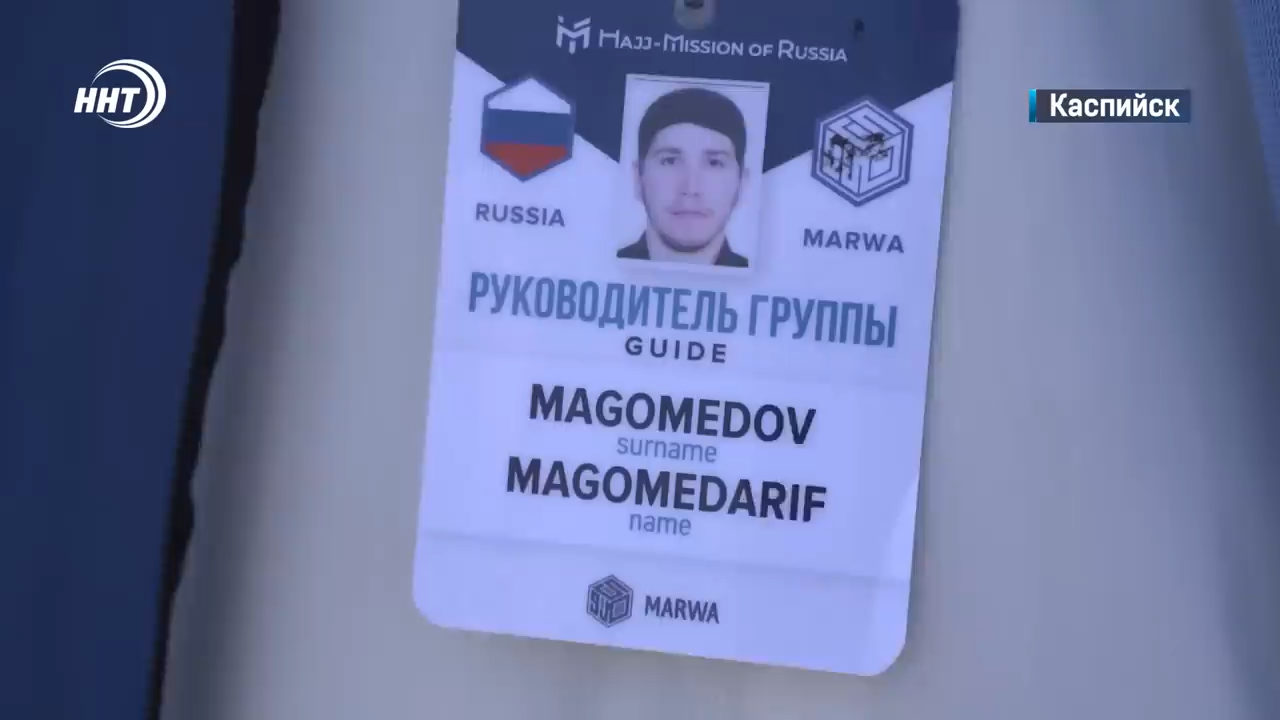 ННТ
Каспийск
HAJJ-MISSION OF RUSSIA
RUSSIA
MARWA
РУКОВОДИТЕЛЬ ГРУППЫ
GUIDE
MAGOMEDOV
surname
MAGOMEDARIF
name
MARWA